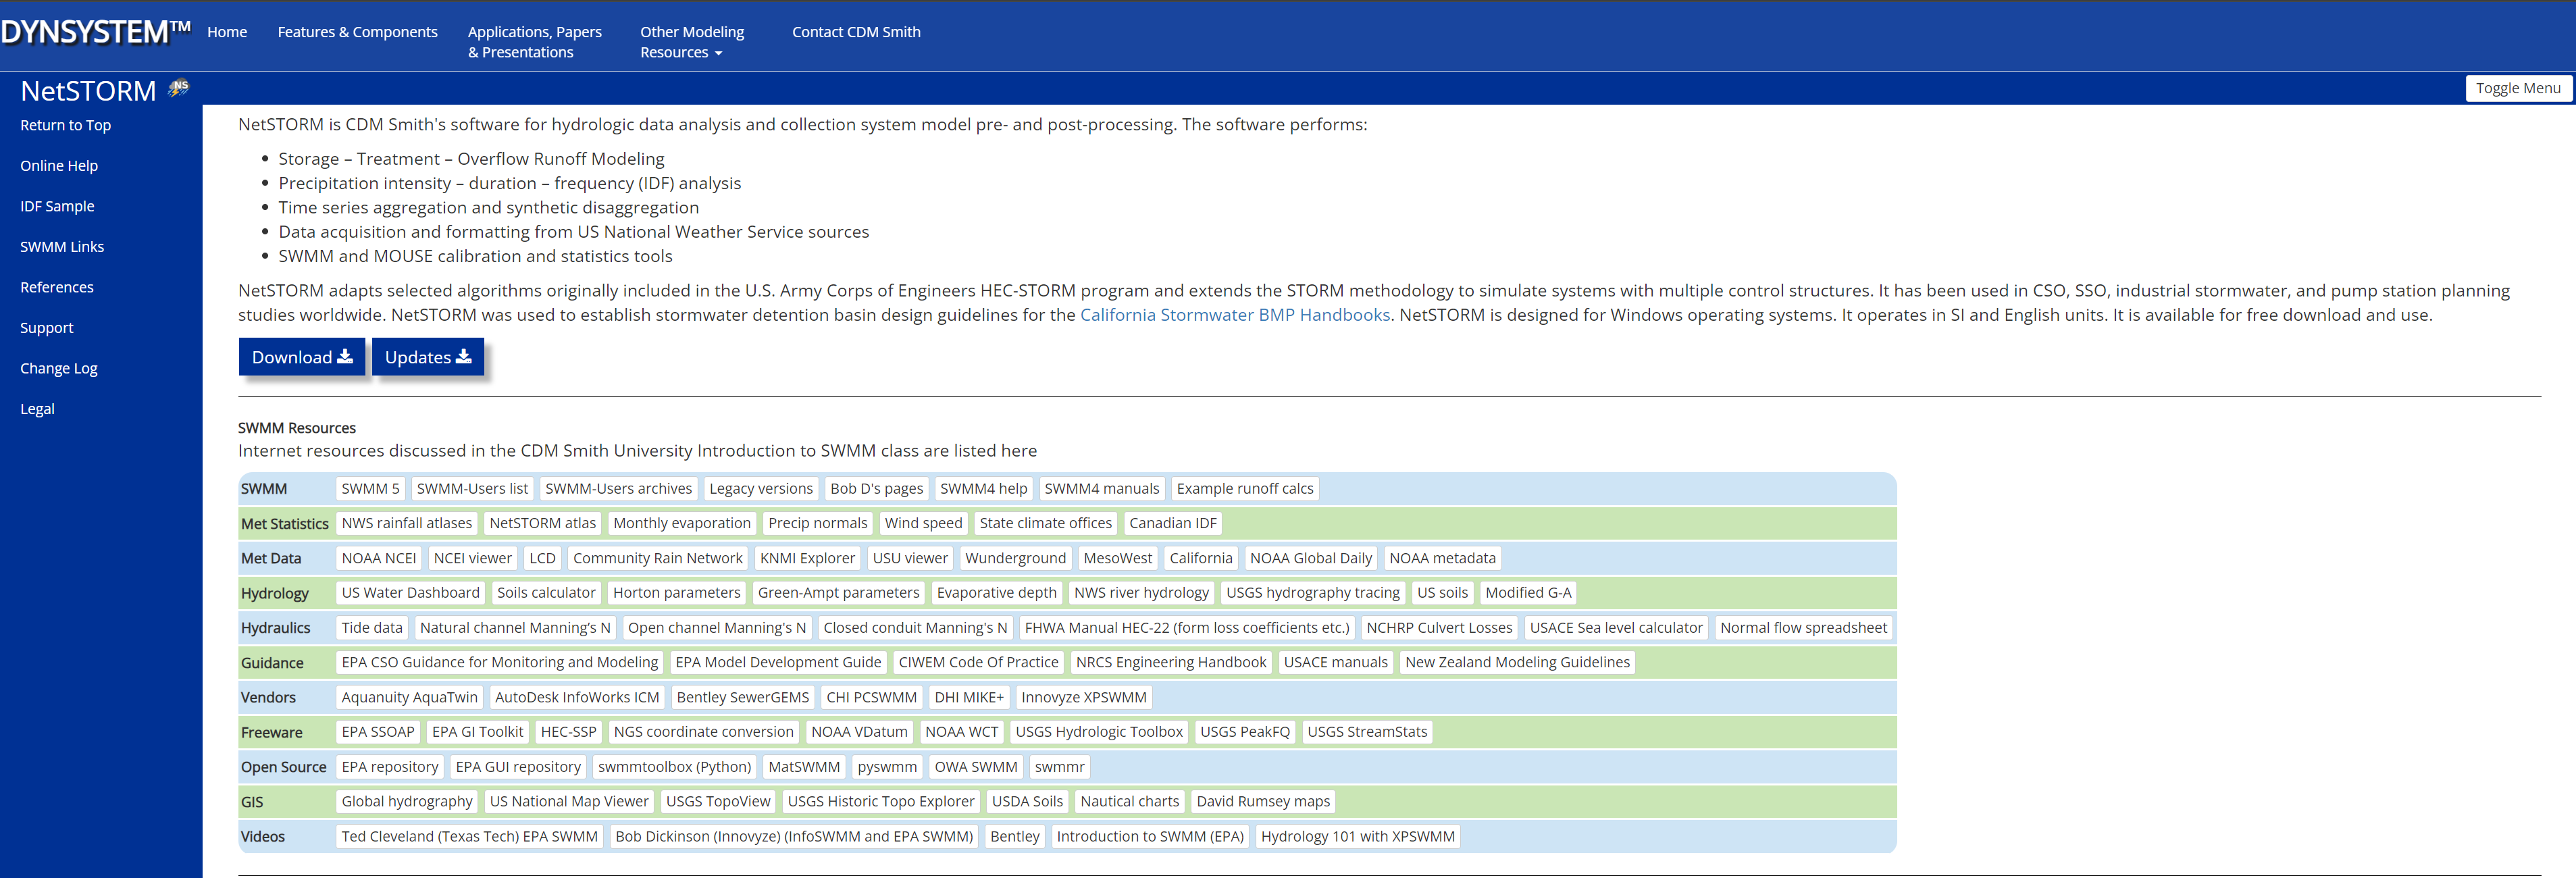 DYNSYSTEM™
Home
Features & Components
Applications, Papers
& Presentations
Other Modeling
Resources
Contact CDM Smith
NetSTORM
NS
Toggle Menu
Return to Top
Online Help
IDF Sample
SWMM Links
References
Support
Change Log
Legal
NetSTORM is CDM Smith's software for hydrologic data analysis and collection system model pre- and post-processing. The software performs:
• Storage – Treatment – Overflow Runoff Modeling
• Precipitation intensity – duration – frequency (IDF) analysis
• Time series aggregation and synthetic disaggregation
• Data acquisition and formatting from US National Weather Service sources
• SWMM and MOUSE calibration and statistics tools
NetSTORM adapts selected algorithms originally included in the U.S. Army Corps of Engineers HEC-STORM program and extends the STORM methodology to simulate systems with multiple control structures. It has been used in CSO, SSO, industrial stormwater, and pump station planning
studies worldwide. NetSTORM was used to establish stormwater detention basin design guidelines for the California Stormwater BMP Handbooks. NetSTORM is designed for Windows operating systems. It operates in SI and English units. It is available for free download and use.
Download Updates
SWMM Resources
Internet resources discussed in the CDM Smith University Introduction to SWMM class are listed here
SWMM SWMM 5 SWMM-Users list SWMM-Users archives Legacy versions Bob D's pages SWMM4 help SWMM4 manuals Example runoff calcs
Met Statistics NWS rainfall atlases NetSTORM atlas Monthly evaporation Precip normals Wind speed State climate offices Canadian IDF
Met Data NOAA NCEI NCEI viewer LCD Community Rain Network KNMI Explorer USU viewer Wunderground MesoWest California NOAA Global Daily NOAA metadata
Hydrology US Water Dashboard Soils calculator Horton parameters Green-Ampt parameters Evaporative depth NWS river hydrology USGS hydrography tracing US soils Modified G-A
Hydraulics Tide data Natural channel Manning’s N Open channel Manning's N Closed conduit Manning's N FHWA Manual HEC-22 (form loss coefficients etc.) NCHRP Culvert Losses USACE Sea level calculator Normal flow spreadsheet
Guidance EPA CSO Guidance for Monitoring and Modeling EPA Model Development Guide CIWEM Code Of Practice NRCS Engineering Handbook USACE manuals New Zealand Modeling Guidelines
Vendors Aquanuity AquaTwin AutoDesk InfoWorks ICM Bentley SewerGEMS CHI PCSWMM DHI MIKE+ Innovyze XPSWMM
Freeware EPA SSOAP EPA GI Toolkit HEC-SSP NGS coordinate conversion NOAA VDatum NOAA WCT USGS Hydrologic Toolbox USGS PeakFQ USGS StreamStats
Open Source EPA repository EPA GUI repository swmmtoolbox (Python) MatSWMM pyswmm OWA SWMM swmmr
GIS Global hydrography US National Map Viewer USGS TopoView USGS Historic Topo Explorer USDA Soils Nautical charts David Rumsey maps
Videos Ted Cleveland (Texas Tech) EPA SWMM Bob Dickinson (Innovyze) (InfoSWMM and EPA SWMM) Bentley Introduction to SWMM (EPA) Hydrology 101 with XPSWMM